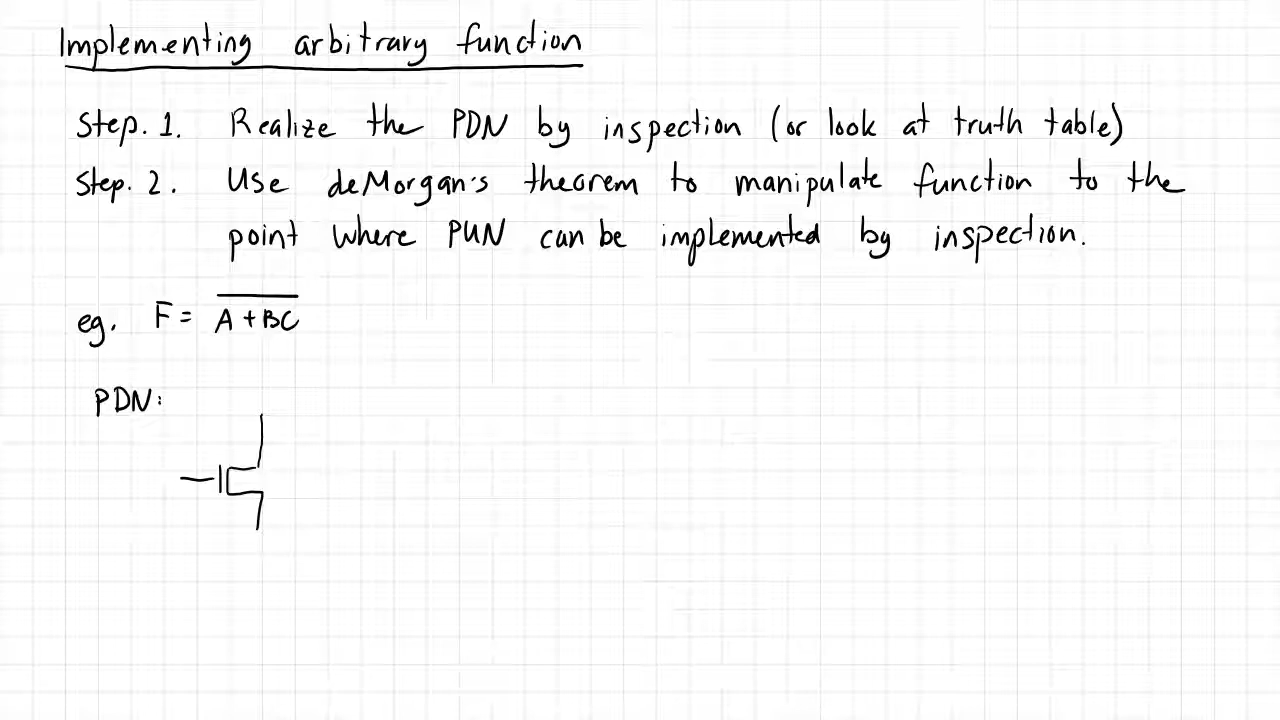 Implementing arbitrary function
Step. 1. Realize the PDN by inspection (or look at truth table)
Step. 2. Use deMorgan's theorem to manipulate function to the
point where PUN can be implemented by inspection.
eg. F = \overline{A + BC}
PDN: